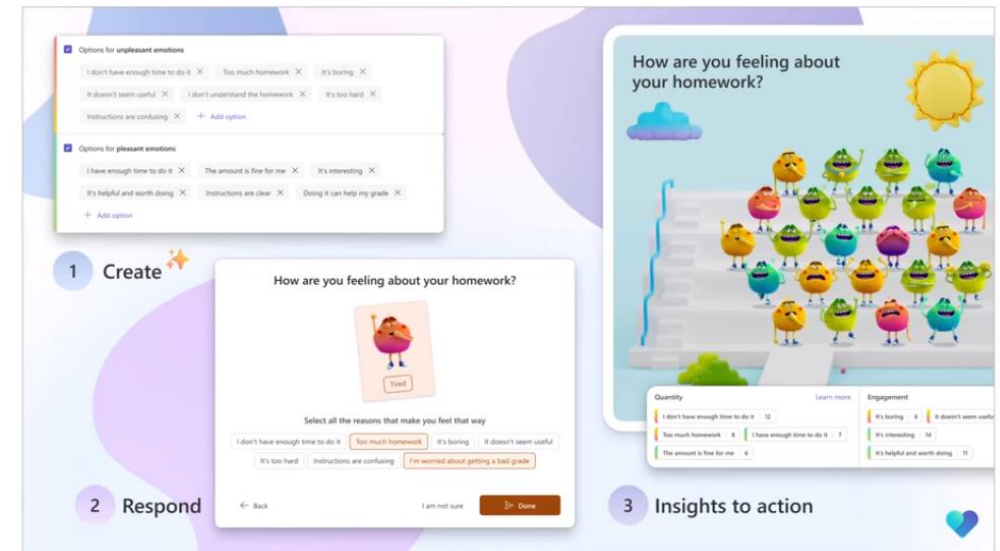 Options for unpleasant emotions
I don't have enough time to do it
Too much homework
It's boring
It doesn't seem useful
I don't understand the homework
It's too hard
Instructions are confusing
+ Add option
Options for pleasant emotions
I have enough time to do it
The amount is fine for me
It's interesting
It's helpful and worth doing
Instructions are clear
Doing it can help my grade
+ Add option
1 Create
How are you feeling about your homework?
Tired
Select all the reasons that make you feel that way
I don't have enough time to do it
Too much homework
It's boring
It doesn't seem useful
It's too hard
Instructions are confusing
I'm worried about getting a bad grade
← Back
I am not sure
Done
2 Respond
How are you feeling about
your homework?
Quantity
Learn more
I don't have enough time to do it 12
Too much homework 8
I have enough time to do it 7
The amount is fine for me 6
Engagement
It's boring 6
It doesn't seem useful
It's interesting 14
It's helpful and worth doing 11
3 Insights to action